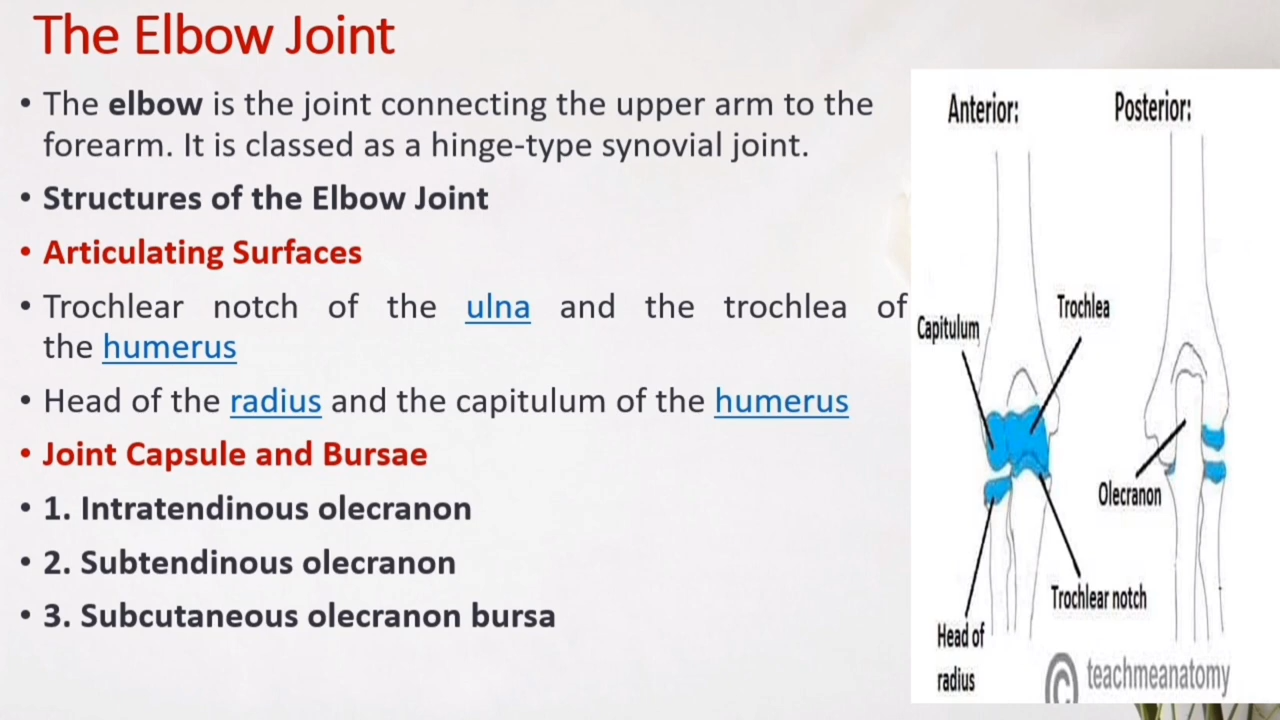 The Elbow Joint
• The elbow is the joint connecting the upper arm to the
forearm. It is classed as a hinge-type synovial joint.
• Structures of the Elbow Joint
• Articulating Surfaces
• Trochlear notch of the ulna and the trochlea of
the humerus
• Head of the radius and the capitulum of the humerus
• Joint Capsule and Bursae
• 1. Intratendinous olecranon
• 2. Subtendinous olecranon
• 3. Subcutaneous olecranon bursa
Anterior:
Posterior:
Trochlea
Capitulum
Olecranon
Trochlear notch
Head of
radius
© teachmeanatomy